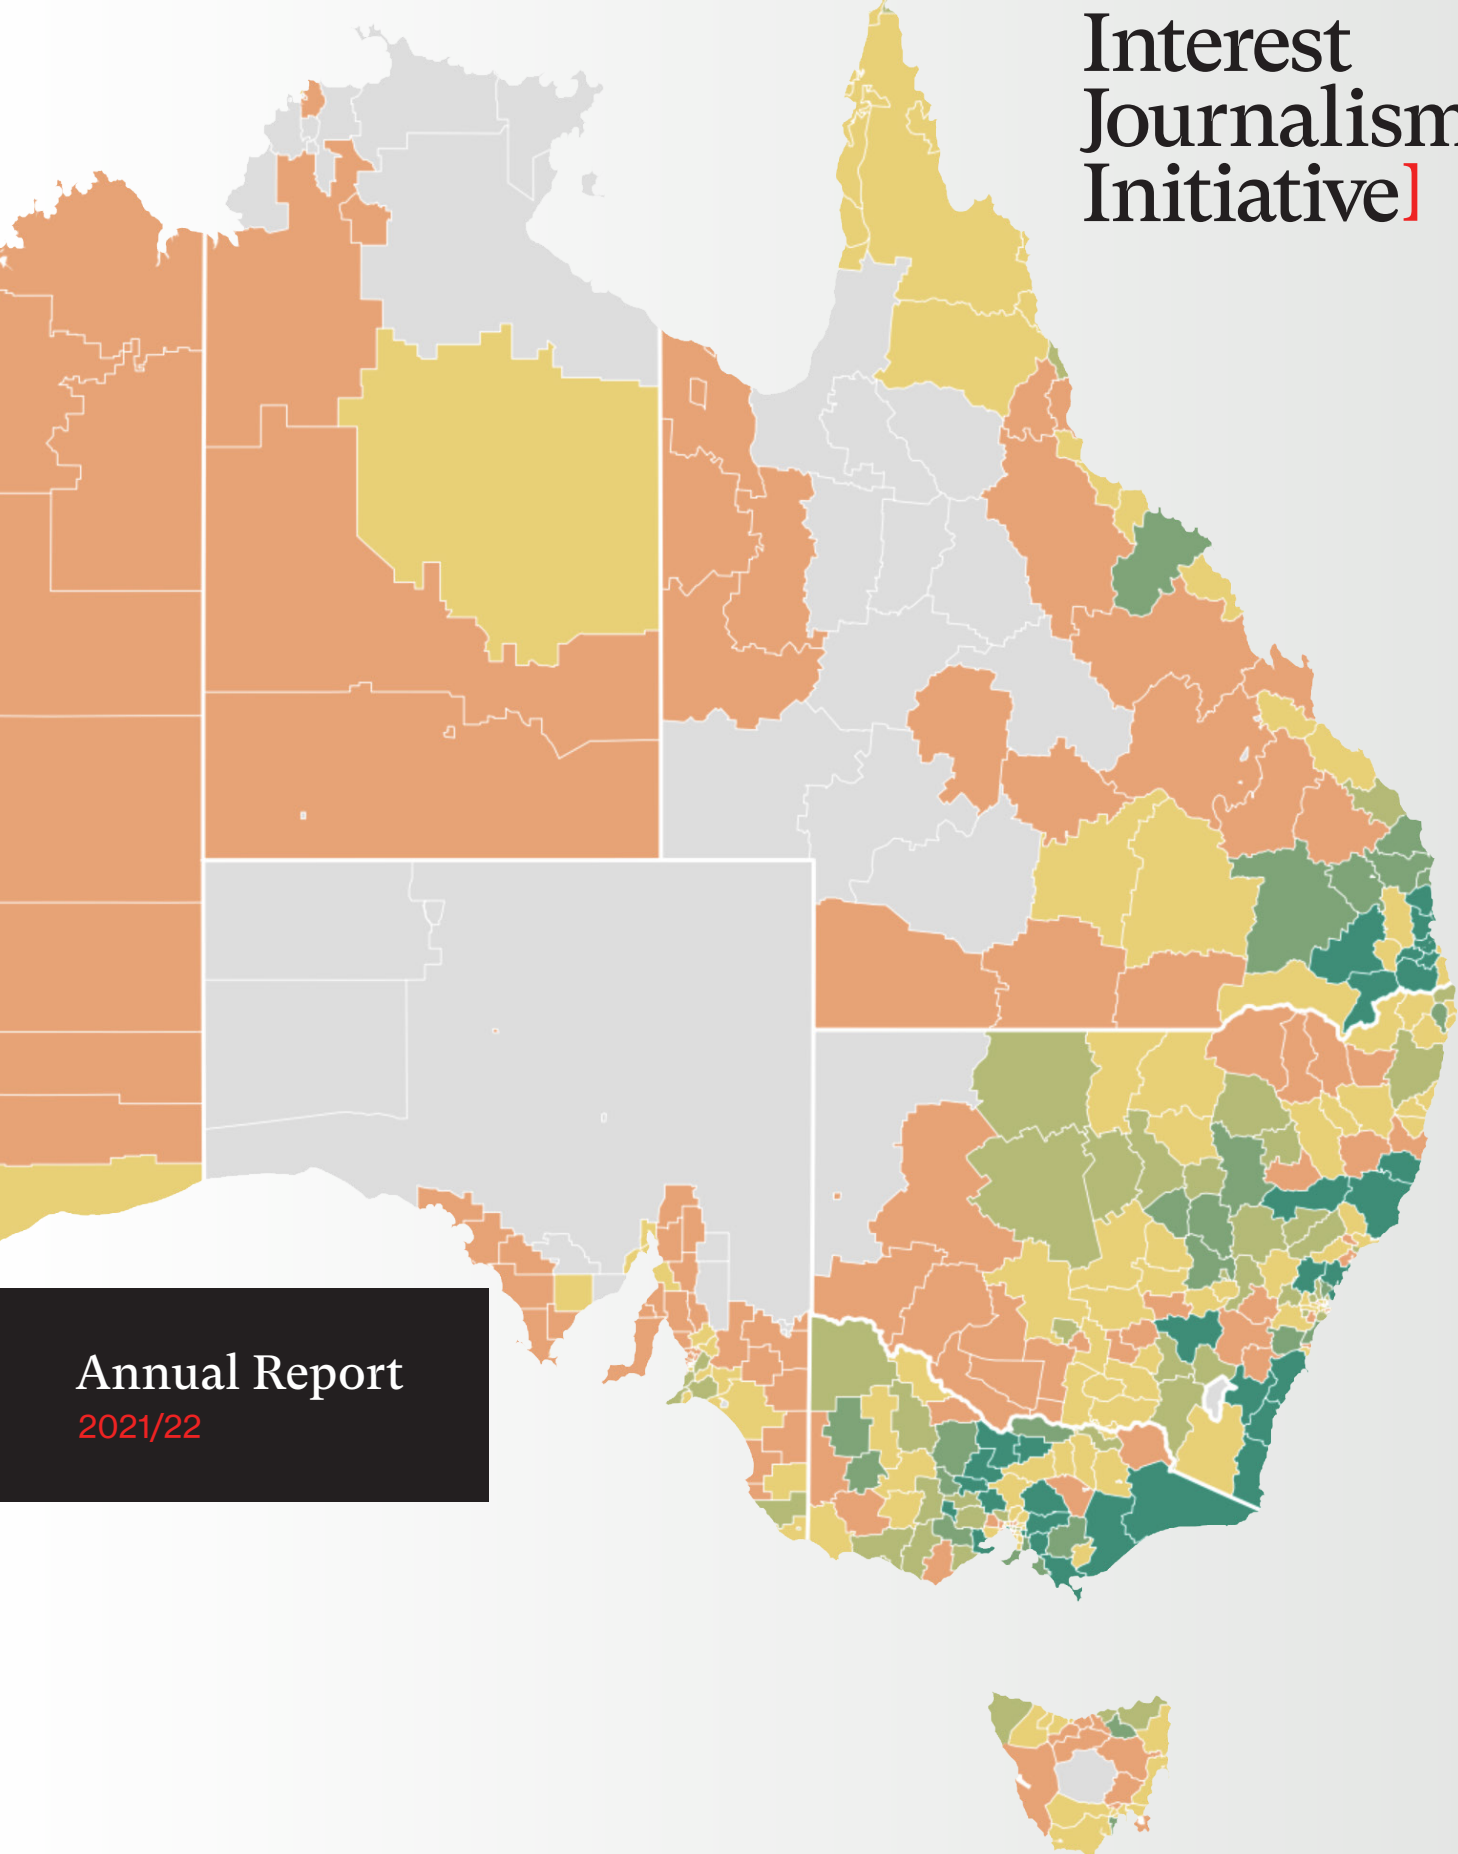 Interest
Journalism
Initiative]
Annual Report
2021/22